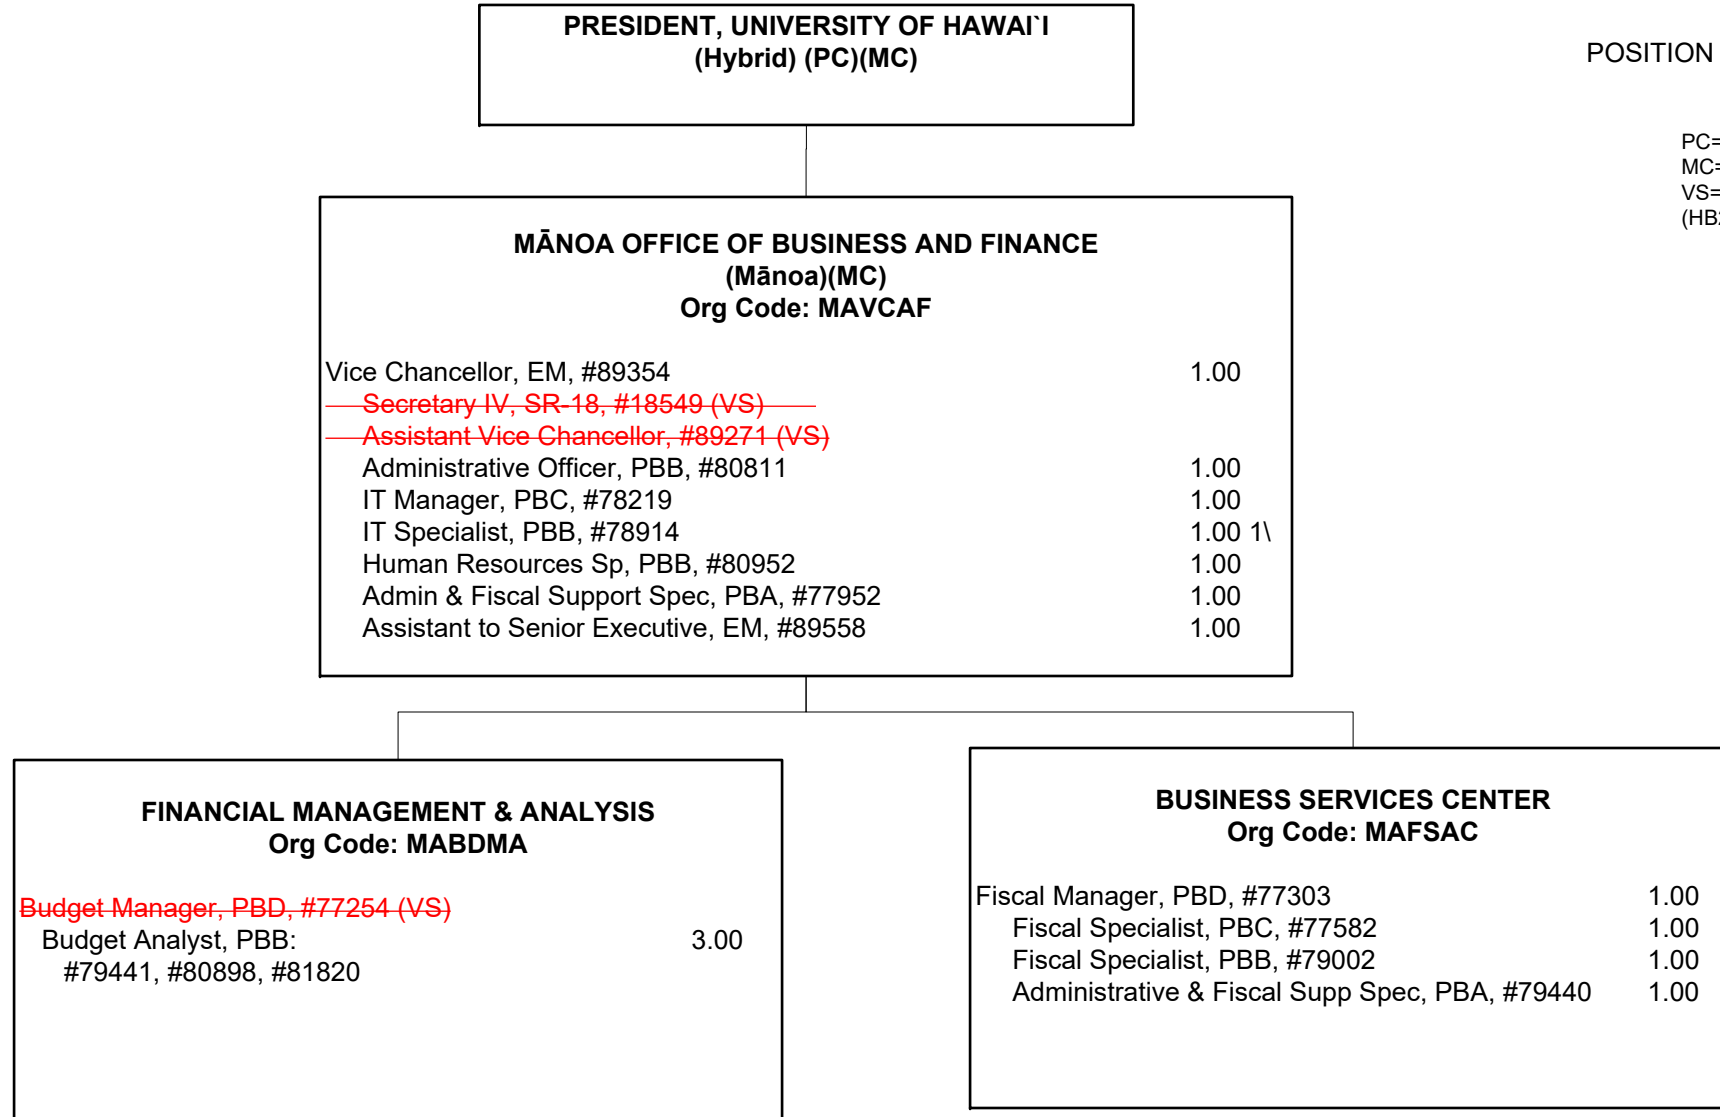 PRESIDENT, UNIVERSITY OF HAWAI`I
(Hybrid) (PC)(MC)
POSITION
PC=
MC=
VS=
(HB
MĀNOA OFFICE OF BUSINESS AND FINANCE
(Mānoa)(MC)
Org Code: MAVCAF
Vice Chancellor, EM, #89354 1.00
Secretary IV, SR-18, #18549 (VS)
Assistant Vice Chancellor, #89271 (VS)
Administrative Officer, PBB, #80811 1.00
IT Manager, PBC, #78219 1.00
IT Specialist, PBB, #78914 1.00 1\
Human Resources Sp, PBB, #80952 1.00
Admin & Fiscal Support Spec, PBA, #77952 1.00
Assistant to Senior Executive, EM, #89558 1.00
FINANCIAL MANAGEMENT & ANALYSIS
Org Code: MABDMA
Budget Manager, PBD, #77254 (VS)
Budget Analyst, PBB: 3.00
#79441, #80898, #81820
BUSINESS SERVICES CENTER
Org Code: MAFSAC
Fiscal Manager, PBD, #77303 1.00
Fiscal Specialist, PBC, #77582 1.00
Fiscal Specialist, PBB, #79002 1.00
Administrative & Fiscal Supp Spec, PBA, #79440 1.00